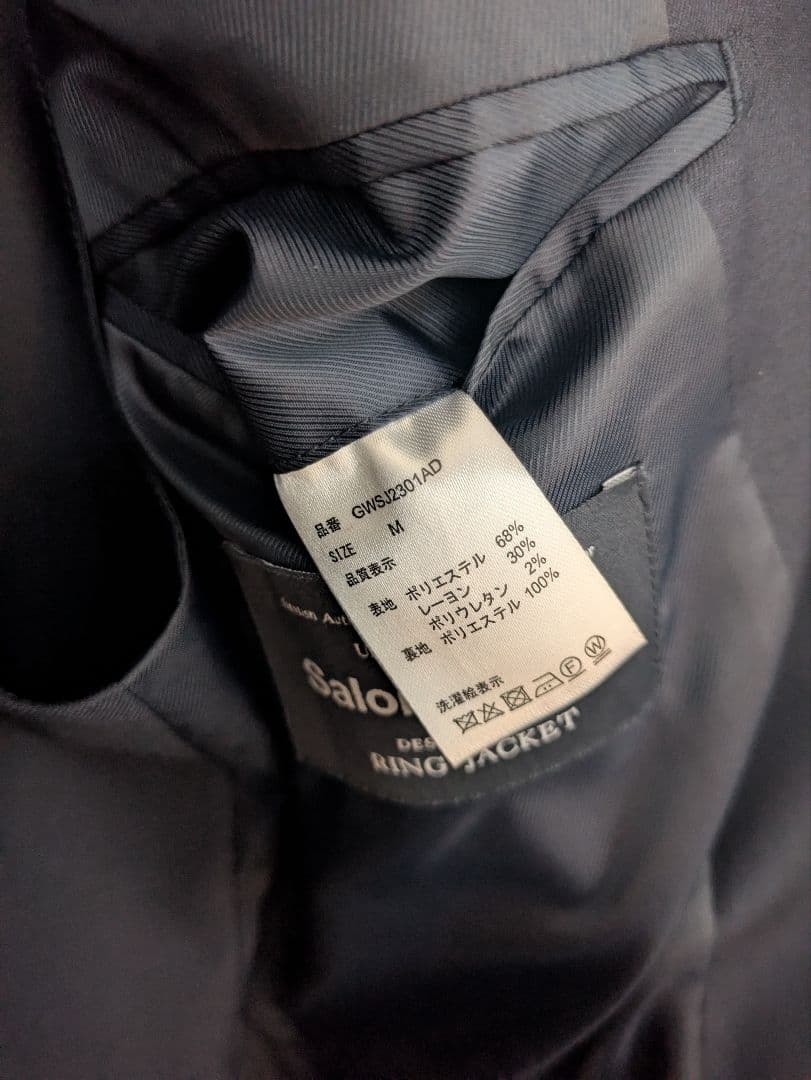 品番 GWSJ2301AD
SIZE M
品質表示
表地 ポリエステル 68%
レーヨン 30%
ポリウレタン 2%
裏地 ポリエステル 100%
洗濯絵表示
F W
RING JACKET